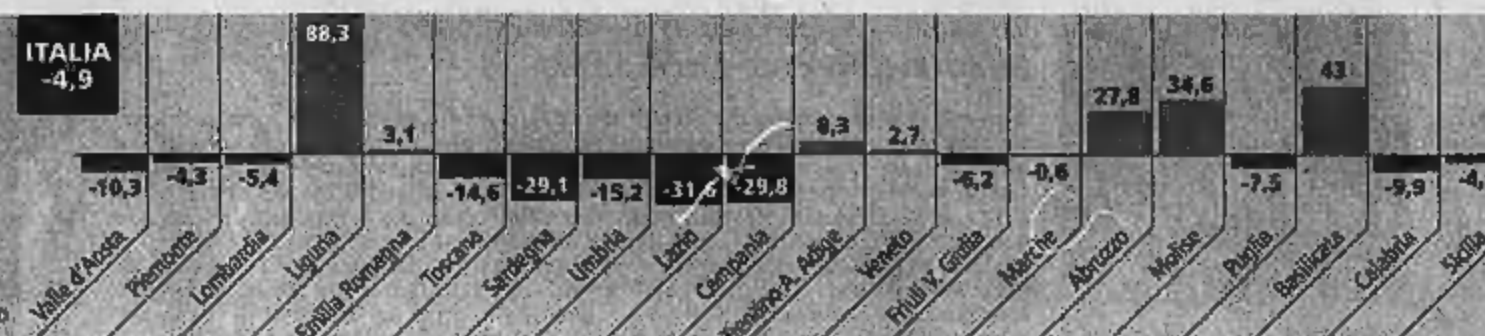 ITALIA
-4,9
-10,3
-4,3
-5,4
88,3
3,1
-14,6
-29,1
-15,2
-31,6
-29,8
8,3
2,7
-6,2
-0,6
27,8
34,6
-7,5
43
-9,9
-4,
Valle d'Aosta
Piemonte
Lombardia
Liguria
Emilia Romagna
Toscana
Sardegna
Umbria
Lazio
Campania
Trentino-A. Adige
Veneto
Friuli V. Giulia
Marche
Abruzzo
Molise
Puglia
Basilicata
Calabria
Sicilia